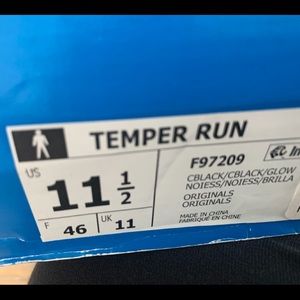 TEMPER RUN
US
11 1/2
F
46
UK
11
F97209
CBLACK/CBLACK/GLOW
NOIESS/NOIESS/BRILLA
ORIGINALS
ORIGINALS
MADE IN CHINA
FABRIQUÉ EN CHINE